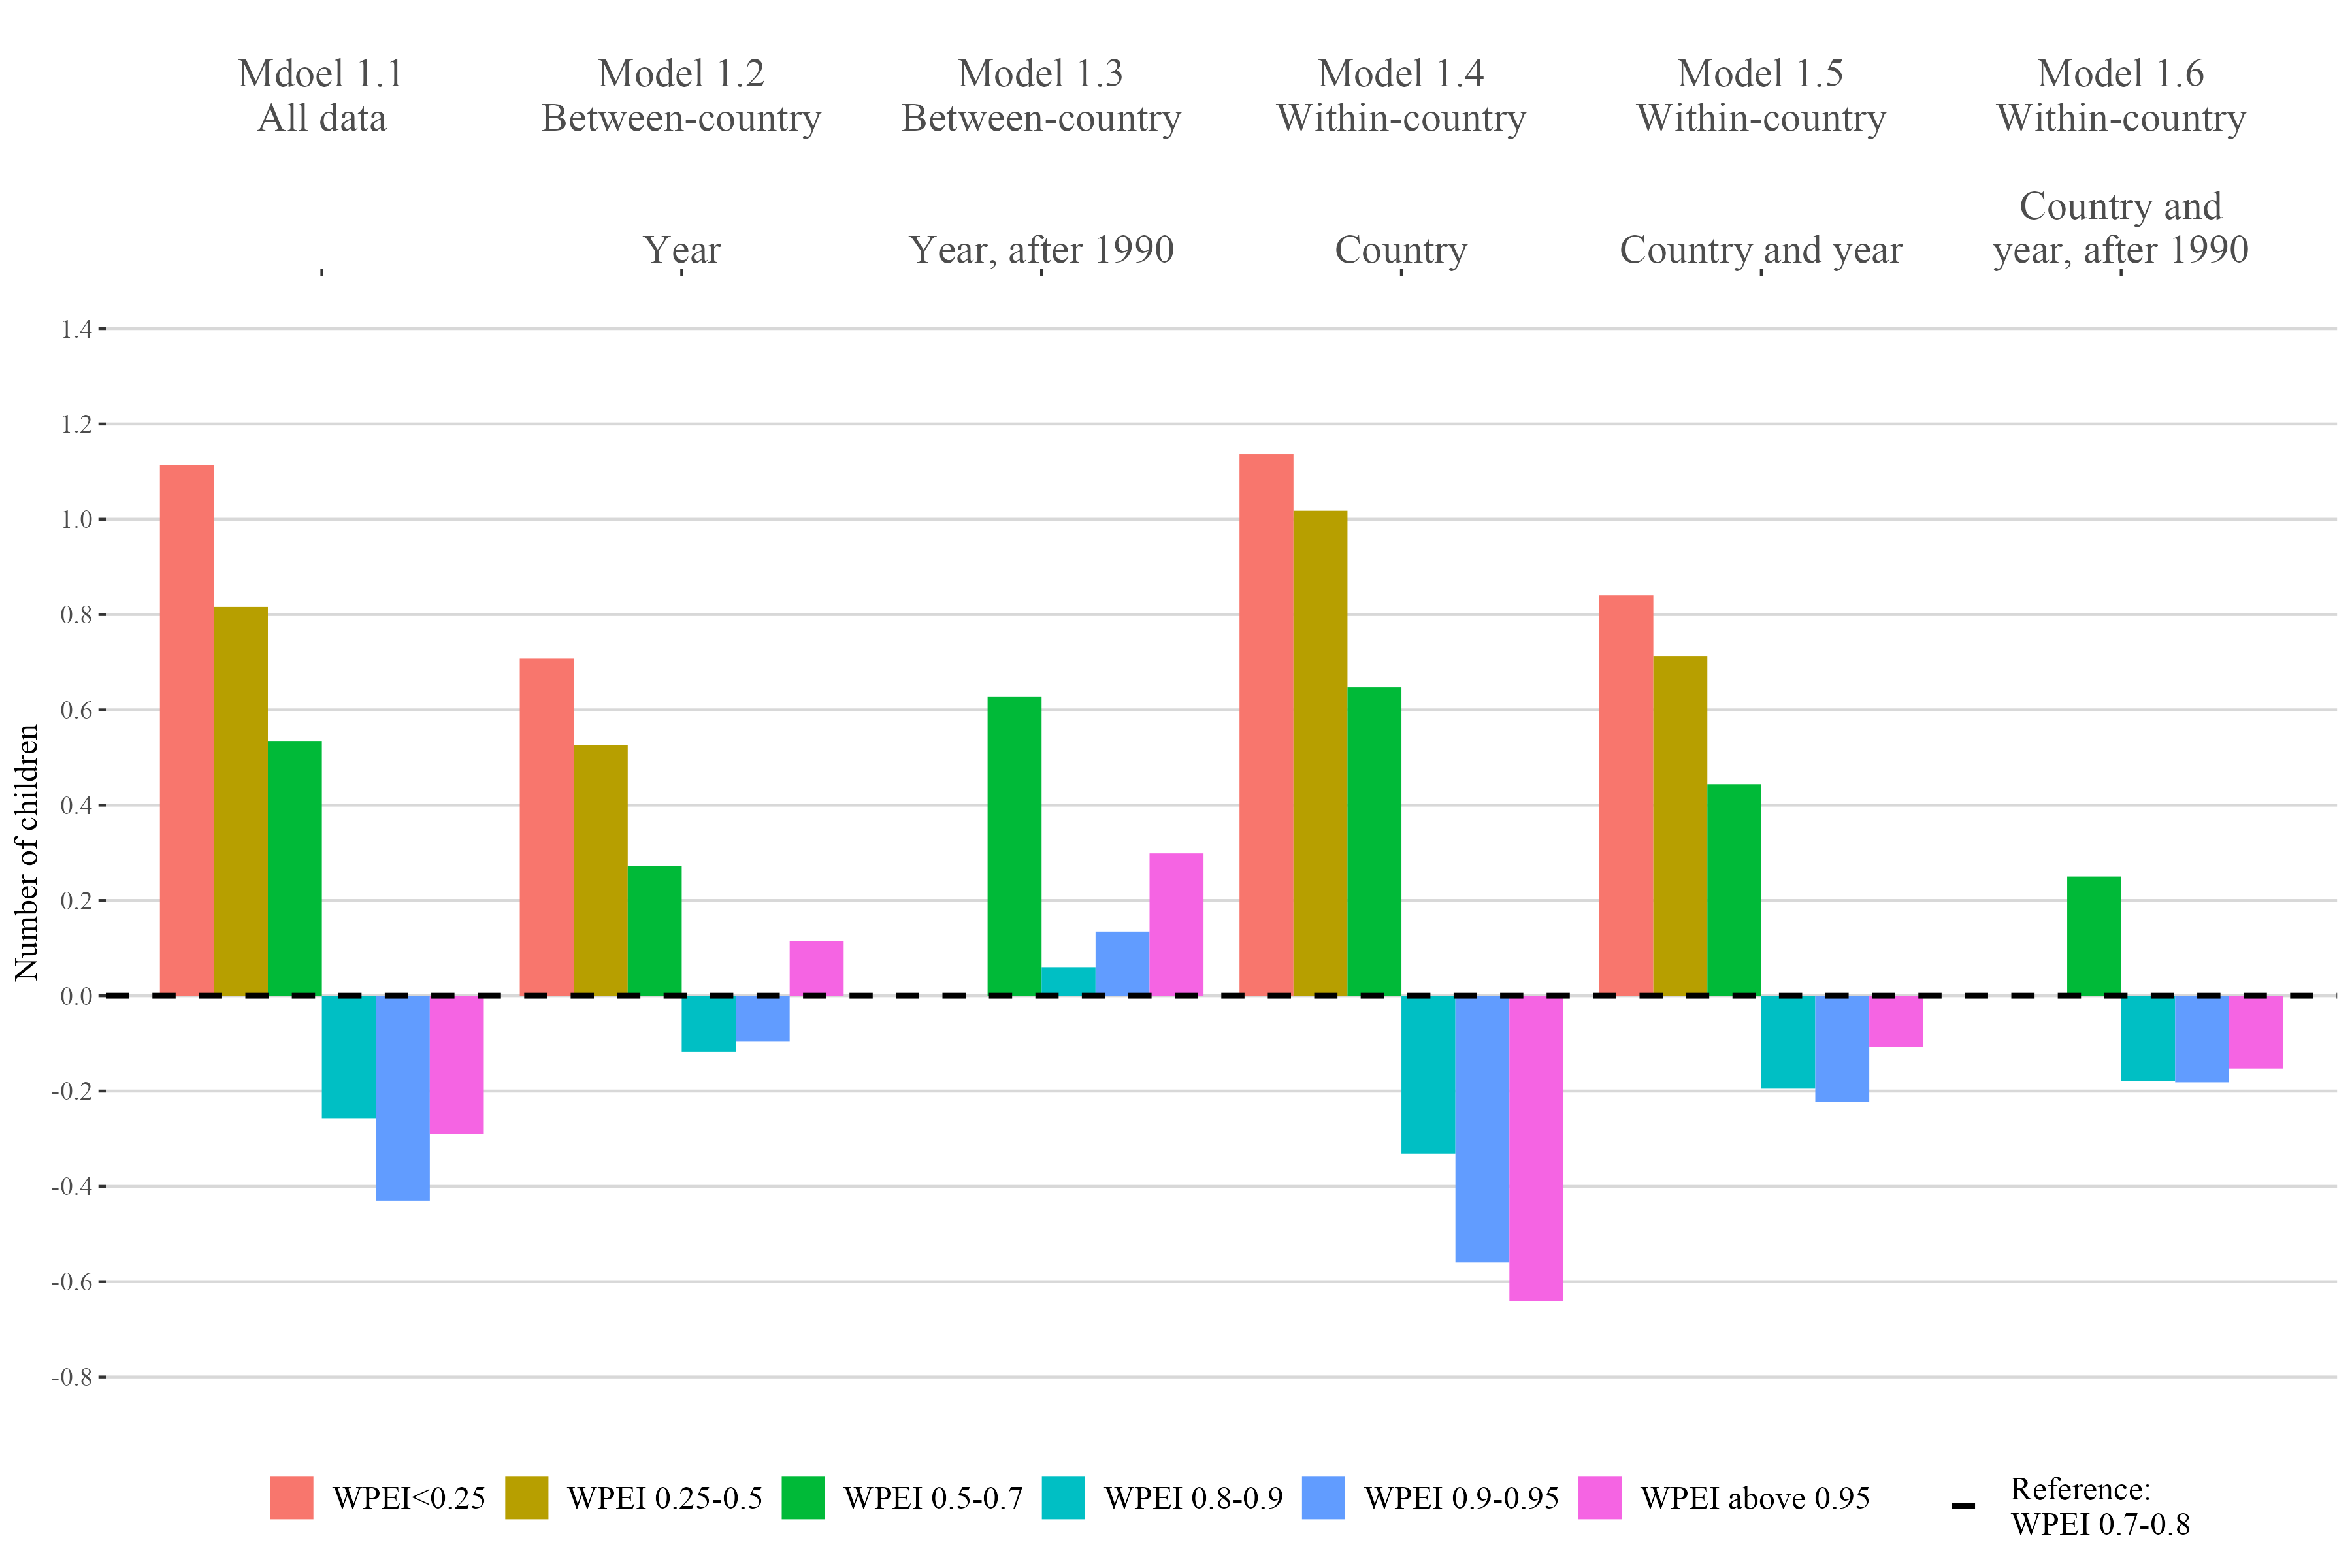 Mdoel 1.1
All data
Model 1.2
Between-country
Year
Model 1.3
Between-country
Year, after 1990
Model 1.4
Within-country
Country
Model 1.5
Within-country
Country and year
Model 1.6
Within-country
Country and
year, after 1990
Number of children
1.4
1.2
1.0
0.8
0.6
0.4
0.2
0.0
-0.2
-0.4
-0.6
-0.8
WPEI<0.25
WPEI 0.25-0.5
WPEI 0.5-0.7
WPEI 0.8-0.9
WPEI 0.9-0.95
WPEI above 0.95
Reference:
WPEI 0.7-0.8